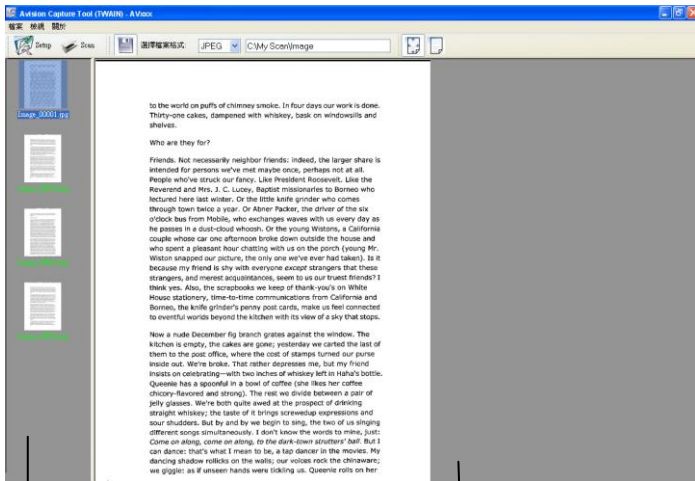 Avision Capture Tool (TWAIN) - AVxxx
檔案 檢視 關於
Setup Scan 選擇檔案格式: JPEG C:\My Scan\Image
Image_00001.jpg
to the world on puffs of chimney smoke. In four days our work is done.
Thirty-one cakes, dampened with whiskey, bask on windowsills and
shelves.
Who are they for?
Friends. Not necessarily neighbor friends: indeed, the larger share is
intended for persons we've met maybe once, perhaps not at all.
People who've struck our fancy. Like President Roosevelt. Like the
Reverend and Mrs. J. C. Lucey, Baptist missionaries to Borneo who
lectured here last winter. Or the little knife grinder who comes
through town twice a year. Or Abner Packer, the driver of the six
o'clock bus from Mobile, who exchanges waves with us every day as
he passes in a dust-cloud whoosh. Or the young Wistons, a California
couple whose car one afternoon broke down outside the house and
who spent a pleasant hour chatting with us on the porch (young Mr.
Wiston snapped our picture, the only one we've ever had taken). Is it
because my friend is shy with everyone except strangers that these
strangers, and merest acquaintances, seem to us our truest friends? I
think yes. Also, the scrapbooks we keep of thank-you's on White
House stationery, time-to-time communications from California and
Borneo, the knife grinder's penny post cards, make us feel connected
to eventful worlds beyond the kitchen with its view of a sky that stops.
Now a nude December fig branch grates against the window. The
kitchen is empty, the cakes are gone; yesterday we carted the last of
them to the post office, where the cost of stamps turned our purse
inside out. We're broke. That rather depresses me, but my friend
insists on celebrating—with two inches of whiskey left in Haha's bottle.
Queenie has a spoonful in a bowl of coffee (she likes her coffee
chicory-flavored and strong). The rest we divide between a pair of
jelly glasses. We're both quite awed at the prospect of drinking
straight whiskey; the taste of it brings screwedup expressions and
sour shudders. But by and by we begin to sing, the two of us singing
different songs simultaneously. I don't know the words to mine, just:
Come on along, come on along, to the dark-town strutters' ball. But I
can dance: that's what I mean to be, a tap dancer in the movies. My
dancing shadow rollicks on the walls; our voices rock the chinaware;
we giggle: as if unseen hands were tickling us. Queenie rolls on her